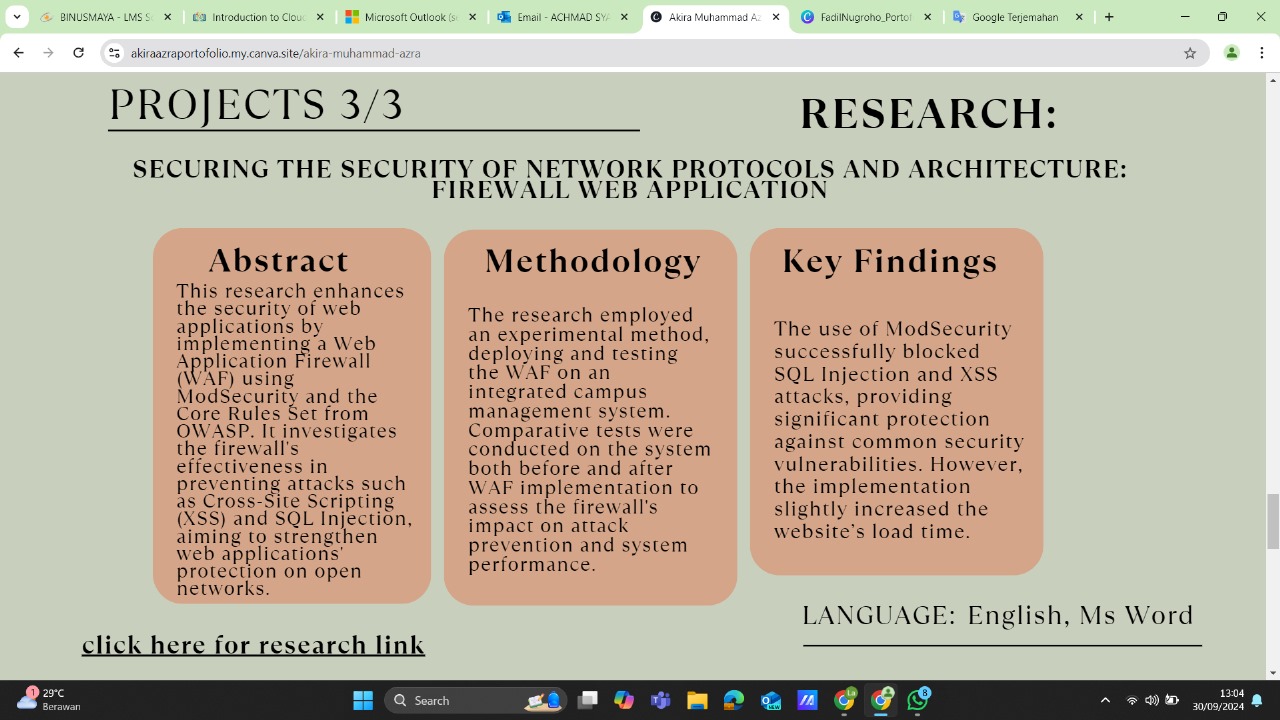 BINUSMAYA - LMS S
Introduction to Clou
Microsoft Outlook (se
Email - ACHMAD SYA
Akira Muhammad Az
FadilNugroho_Portof
Google Terjemahan
akiraazraportofolio.my.canva.site/akira-muhammad-azra
PROJECTS 3/3
RESEARCH:
SECURING THE SECURITY OF NETWORK PROTOCOLS AND ARCHITECTURE:
FIREWALL WEB APPLICATION
Abstract
This research enhances
the security of web
applications by
implementing a Web
Application Firewall
(WAF) using
ModSecurity and the
Core Rules Set from
OWASP. It investigates
the firewall's
effectiveness in
preventing attacks such
as Cross-Site Scripting
(XSS) and SQL Injection,
aiming to strengthen
web applications'
protection on open
networks.
Methodology
The research employed
an experimental method,
deploying and testing
the WAF on an
integrated campus
management system.
Comparative tests were
conducted on the system
both before and after
WAF implementation to
assess the firewall's
impact on attack
prevention and system
performance.
Key Findings
The use of ModSecurity
successfully blocked
SQL Injection and XSS
attacks, providing
significant protection
against common security
vulnerabilities. However,
the implementation
slightly increased the
website's load time.
LANGUAGE: English, Ms Word
click here for research link
1
29°C
Berawan
Search
8
13:04
30/09/2024